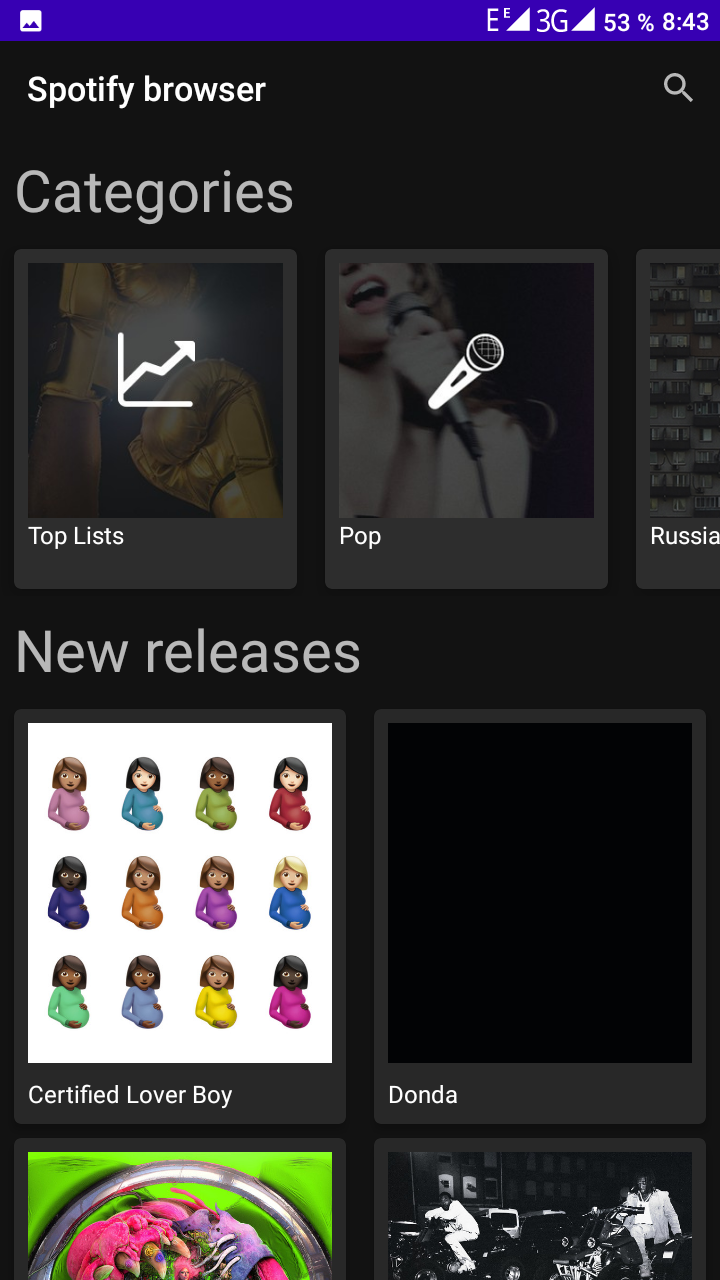 E E 3G 53 % 8:43
Spotify browser
Categories
Top Lists
Pop
Russia
New releases
Certified Lover Boy
Donda